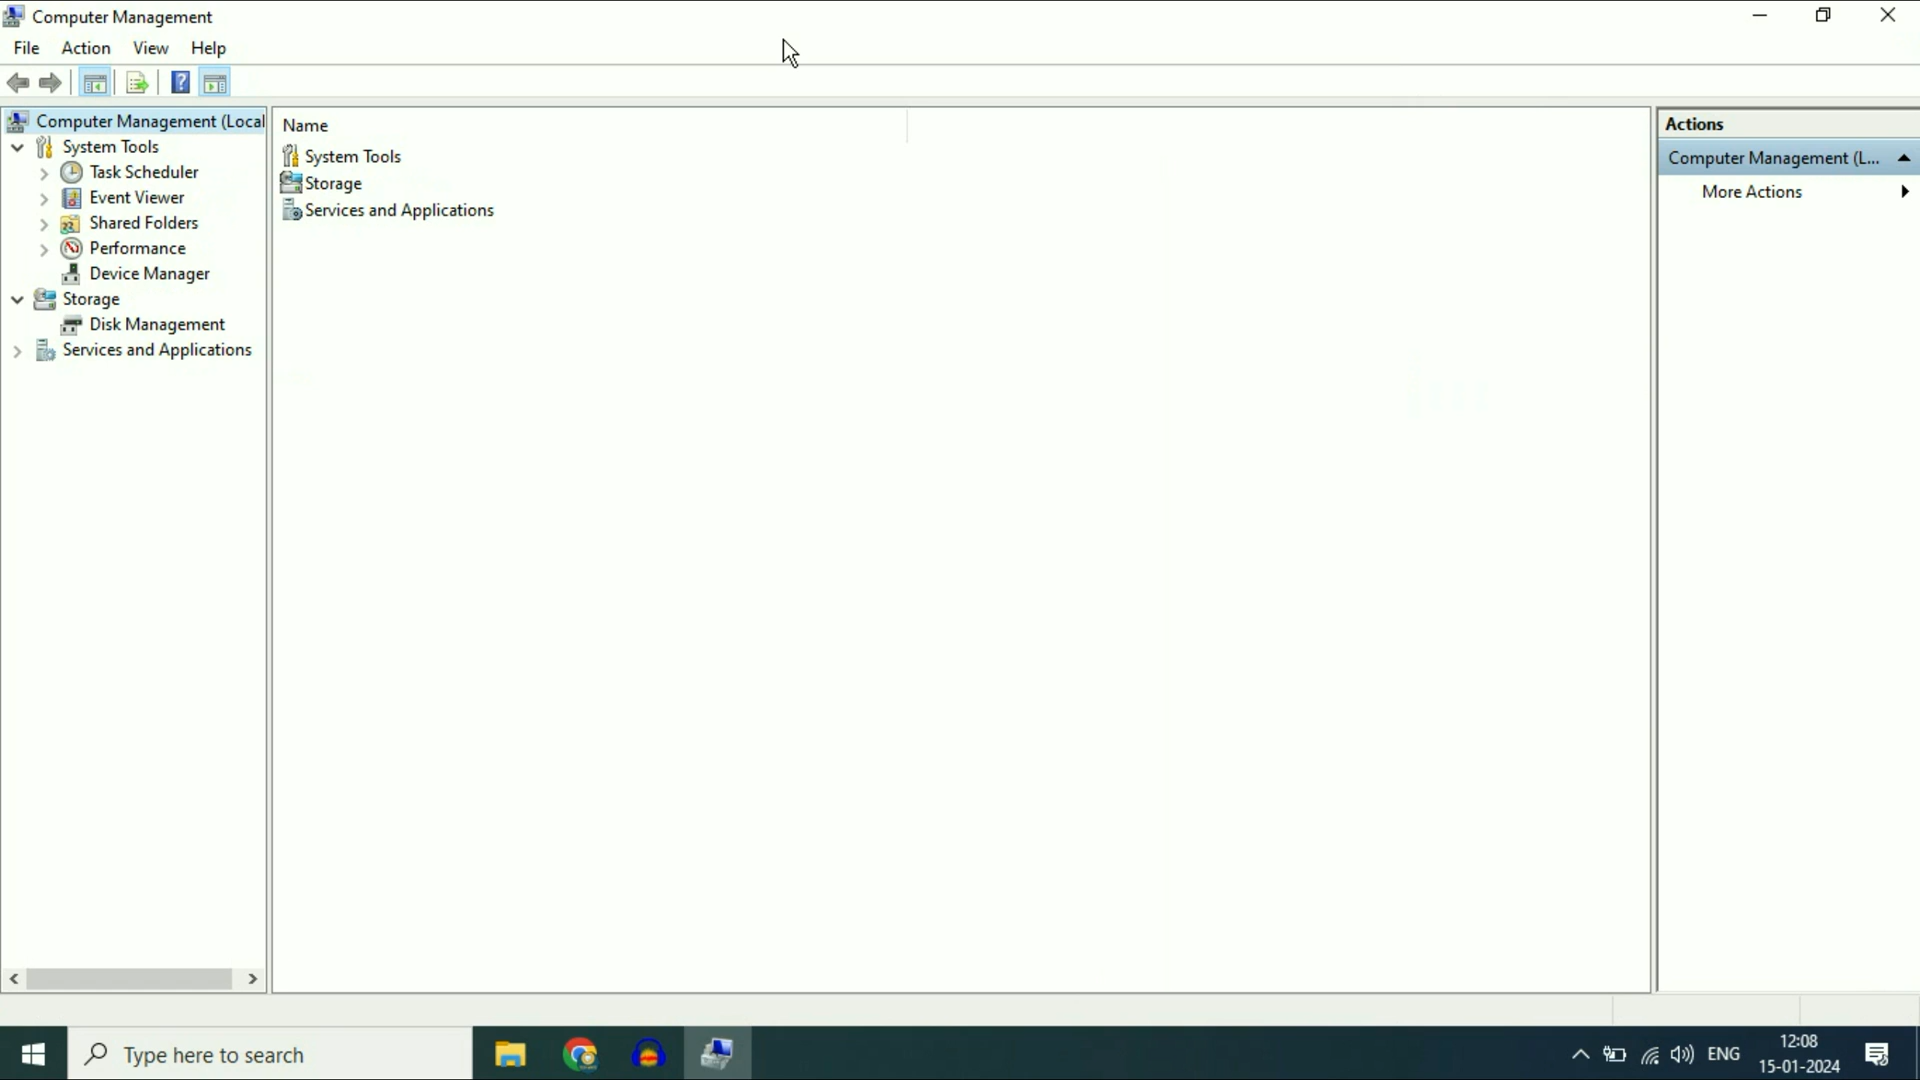 Computer Management
File Action View Help
Computer Management (Local
System Tools
Task Scheduler
Event Viewer
Shared Folders
Performance
Device Manager
Storage
Disk Management
Services and Applications
Name
System Tools
Storage
Services and Applications
Actions
Computer Management (L...
More Actions
Type here to search
ENG
12:08
15-01-2024